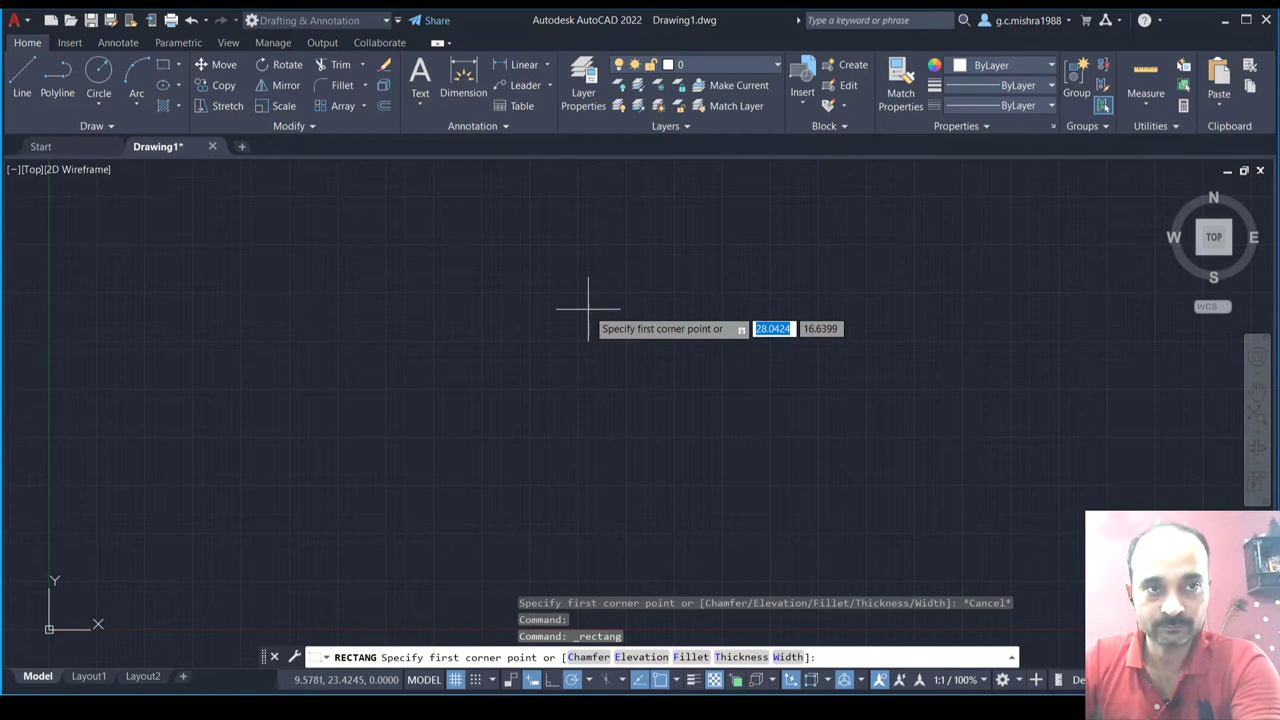 Drafting & Annotation
Share
Autodesk AutoCAD 2022 Drawing1.dwg
Type a keyword or phrase
g.c.mishra1988
Home Insert Annotate Parametric View Manage Output Collaborate
Line
Polyline
Circle
Arc
Draw
Move
Copy
Stretch
Rotate
Mirror
Scale
Trim
Fillet
Array
Modify
Text
Dimension
Linear
Leader
Table
Annotation
Layer
Properties
0
Make Current
Match Layer
Layers
Insert
Create
Edit
Block
Match
Properties
ByLayer
ByLayer
ByLayer
Properties
Group
Groups
Measure
Utilities
Paste
Clipboard
Start
Drawing1*
[−][Top][2D Wireframe]
N
W TOP E
S
WCS
Specify first corner point or 28.0424 16.6399
Y
X
Specify first corner point or [Chamfer/Elevation/Fillet/Thickness/Width]: *Cancel*
Command:
Command: _rectang
RECTANG Specify first corner point or [Chamfer Elevation Fillet Thickness Width]:
Model Layout1 Layout2
9.5781, 23.4245, 0.0000 MODEL
1:1 / 100%
De